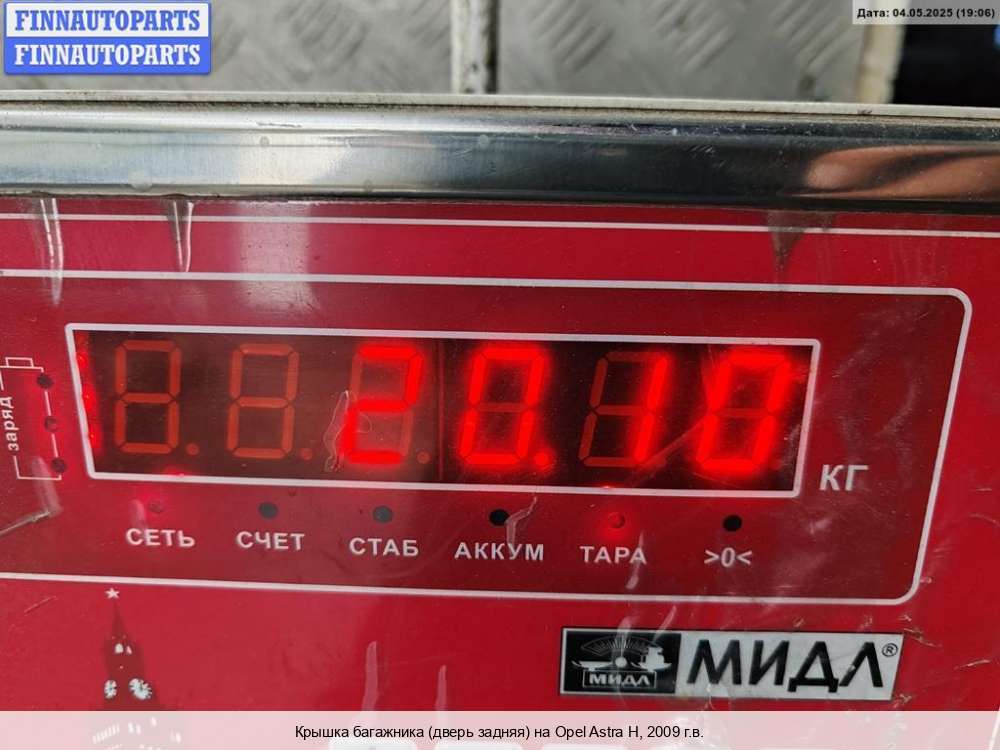 FINNAUTOPARTS
FINNAUTOPARTS
Дата: 04.05.2025 (19:06)
заряд
20.10
КГ
СЕТЬ СЧЕТ СТАБ АККУМ ТАРА >0<
МИДЛ МИДЛ®
Крышка багажника (дверь задняя) на Opel Astra H, 2009 г.в.